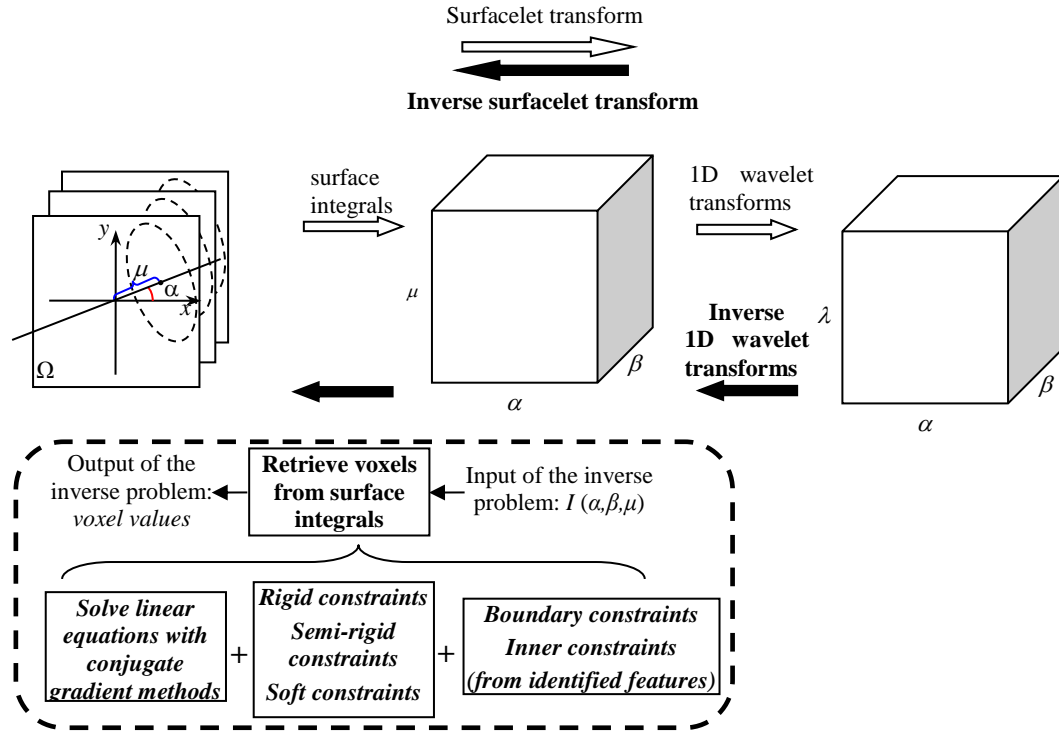 Surfacelet transform
Inverse surfacelet transform
surface
integrals
1D wavelet
transforms
y
μ
α
x
Ω
μ
β
α
Inverse
1D wavelet
transforms
λ
β
α
Output of the
inverse problem:
voxel values
Retrieve voxels
from surface
integrals
Input of the inverse
problem: I (α,β,μ)
Solve linear
equations with
conjugate
gradient methods
+
Rigid constraints
Semi-rigid
constraints
Soft constraints
+
Boundary constraints
Inner constraints
(from identified features)